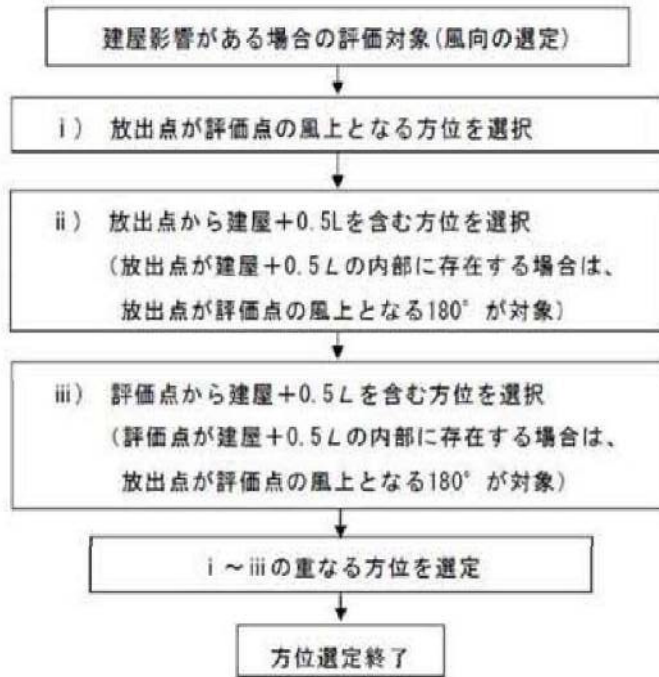 建屋影響がある場合の評価対象(風向の選定)
ⅰ) 放出点が評価点の風上となる方位を選択
ⅱ) 放出点から建屋+0.5Lを含む方位を選択
(放出点が建屋+0.5Lの内部に存在する場合は、
放出点が評価点の風上となる180°が対象)
ⅲ) 評価点から建屋+0.5Lを含む方位を選択
(評価点が建屋+0.5Lの内部に存在する場合は、
放出点が評価点の風上となる180°が対象)
ⅰ~ⅲの重なる方位を選定
方位選定終了